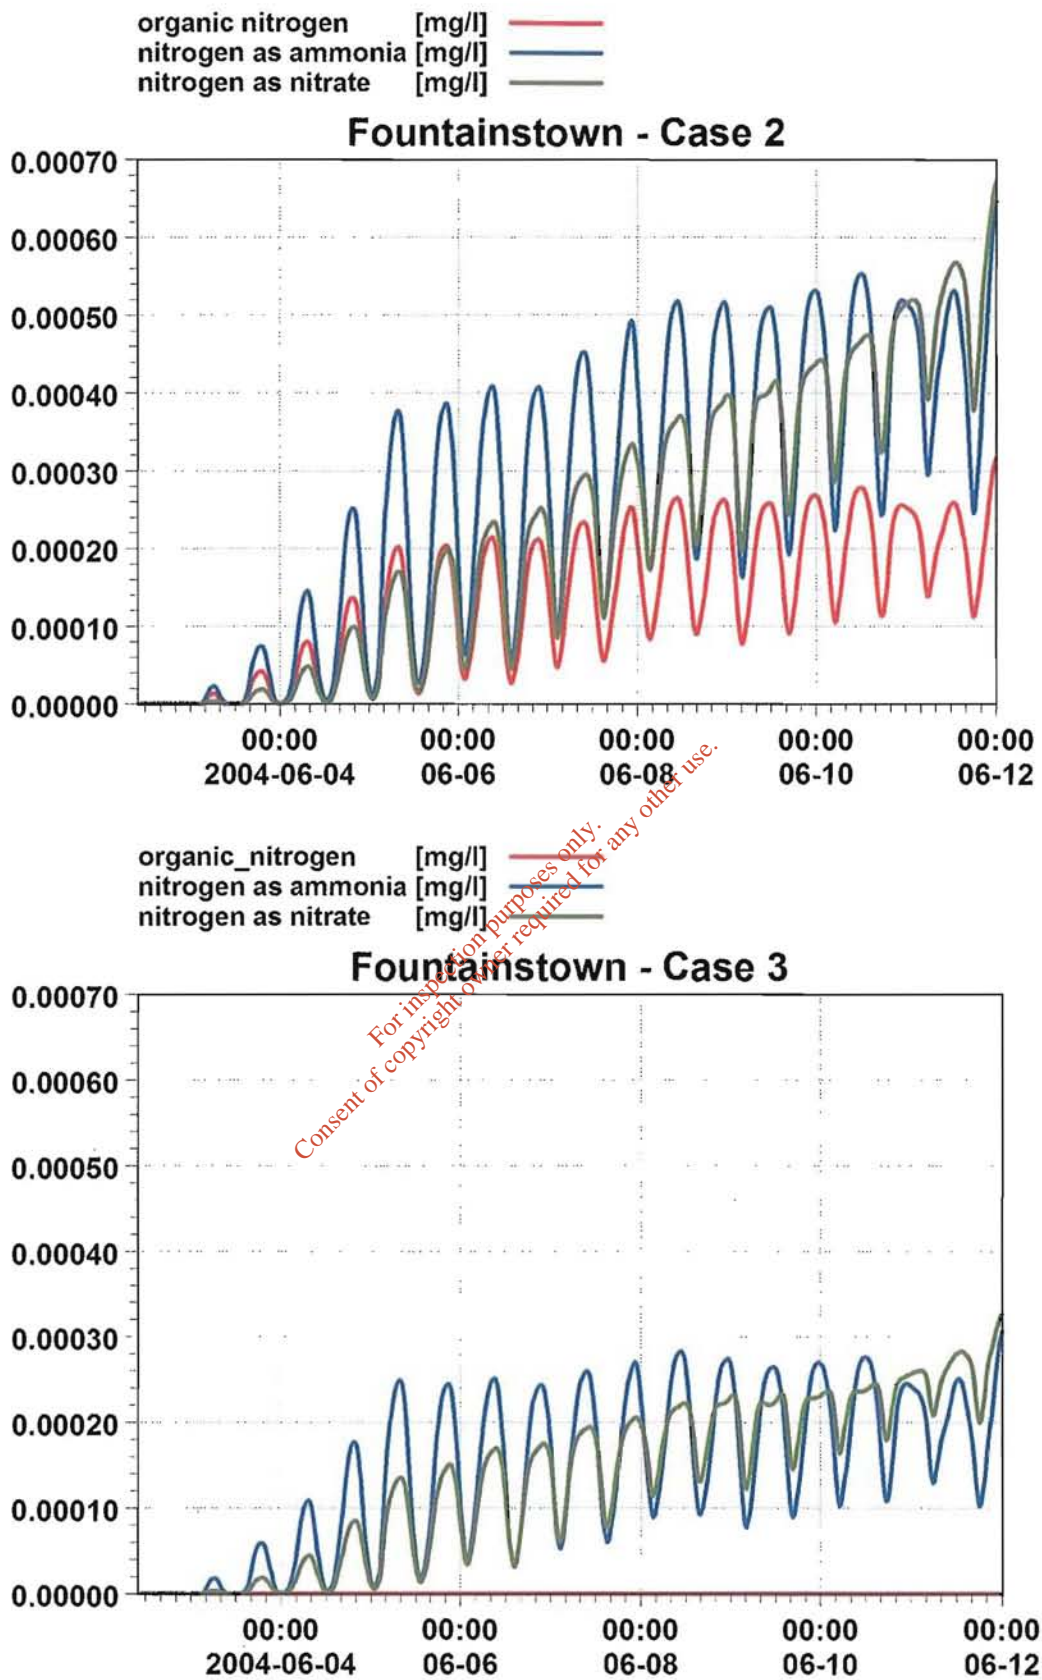 organic nitrogen [mg/l]
nitrogen as ammonia [mg/l]
nitrogen as nitrate [mg/l]
Fountainstown - Case 2
0.00070
0.00060
0.00050
0.00040
0.00030
0.00020
0.00010
0.00000
00:00 00:00 00:00 00:00 00:00
2004-06-04 06-06 06-08 06-10 06-12
For inspection purposes only.
Consent of copyright owner required for any other use.
organic_nitrogen [mg/l]
nitrogen as ammonia [mg/l]
nitrogen as nitrate [mg/l]
Fountainstown - Case 3
0.00070
0.00060
0.00050
0.00040
0.00030
0.00020
0.00010
0.00000
00:00 00:00 00:00 00:00 00:00
2004-06-04 06-06 06-08 06-10 06-12